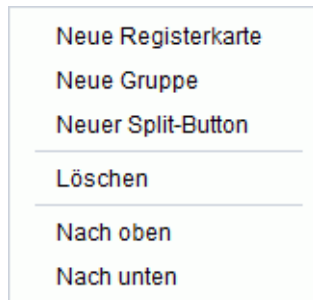 Neue Registerkarte
Neue Gruppe
Neuer Split-Button
Löschen
Nach oben
Nach unten